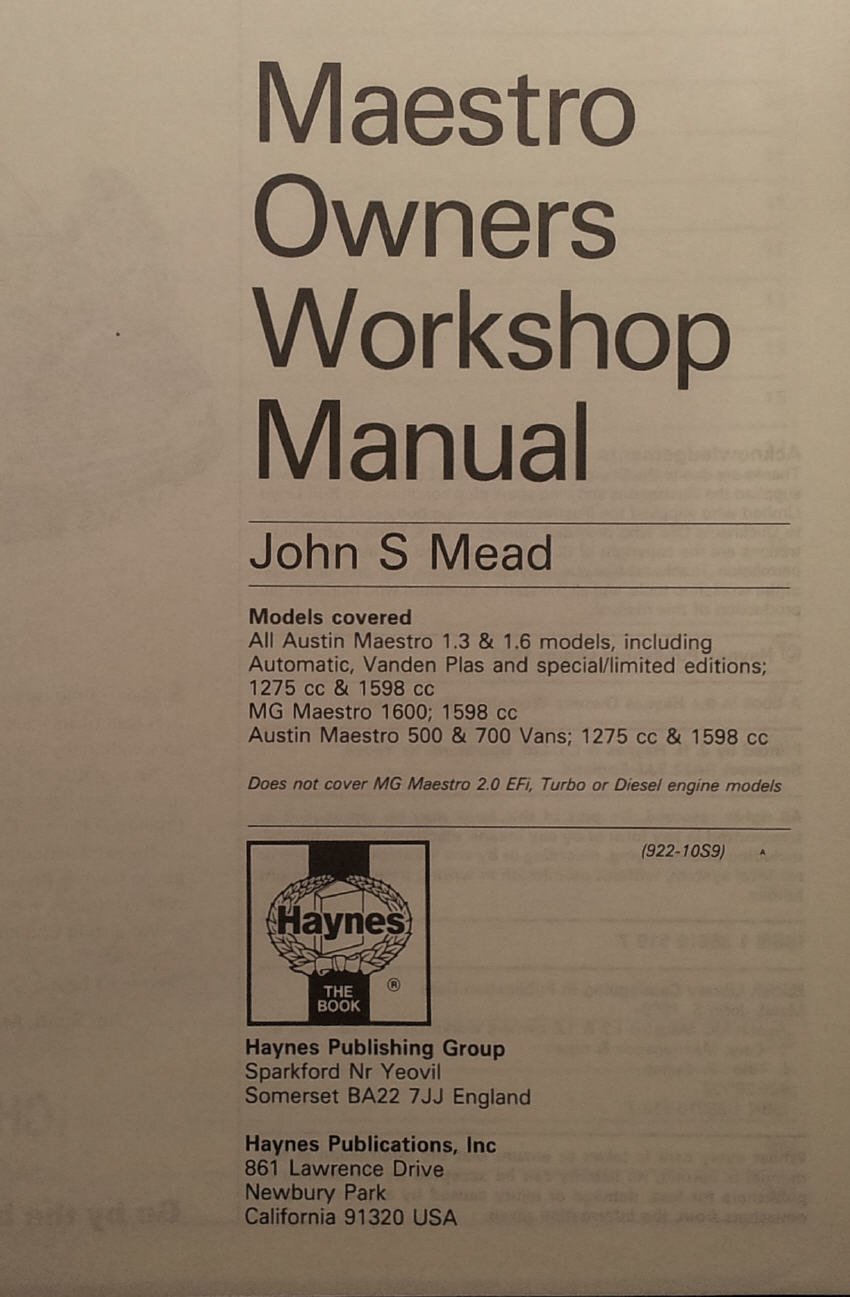 Maestro
Owners
Workshop
Manual
John S Mead
Models covered
All Austin Maestro 1.3 & 1.6 models, including
Automatic, Vanden Plas and special/limited editions;
1275 cc & 1598 cc
MG Maestro 1600; 1598 cc
Austin Maestro 500 & 700 Vans; 1275 cc & 1598 cc
Does not cover MG Maestro 2.0 EFi, Turbo or Diesel engine models
(922-10S9) A
Haynes
THE
BOOK ®
Haynes Publishing Group
Sparkford Nr Yeovil
Somerset BA22 7JJ England
Haynes Publications, Inc
861 Lawrence Drive
Newbury Park
California 91320 USA